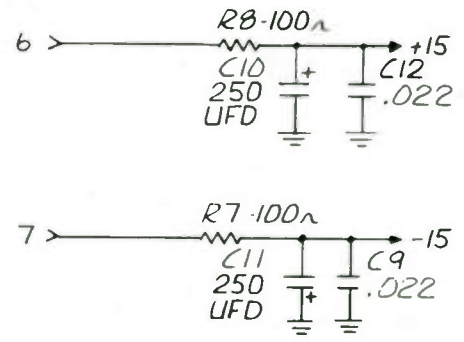 R8-100Ω
6
+15
C10
C12
+
250
.022
UFD
R7-100Ω
7
-15
C11
C9
250
.022
+
UFD